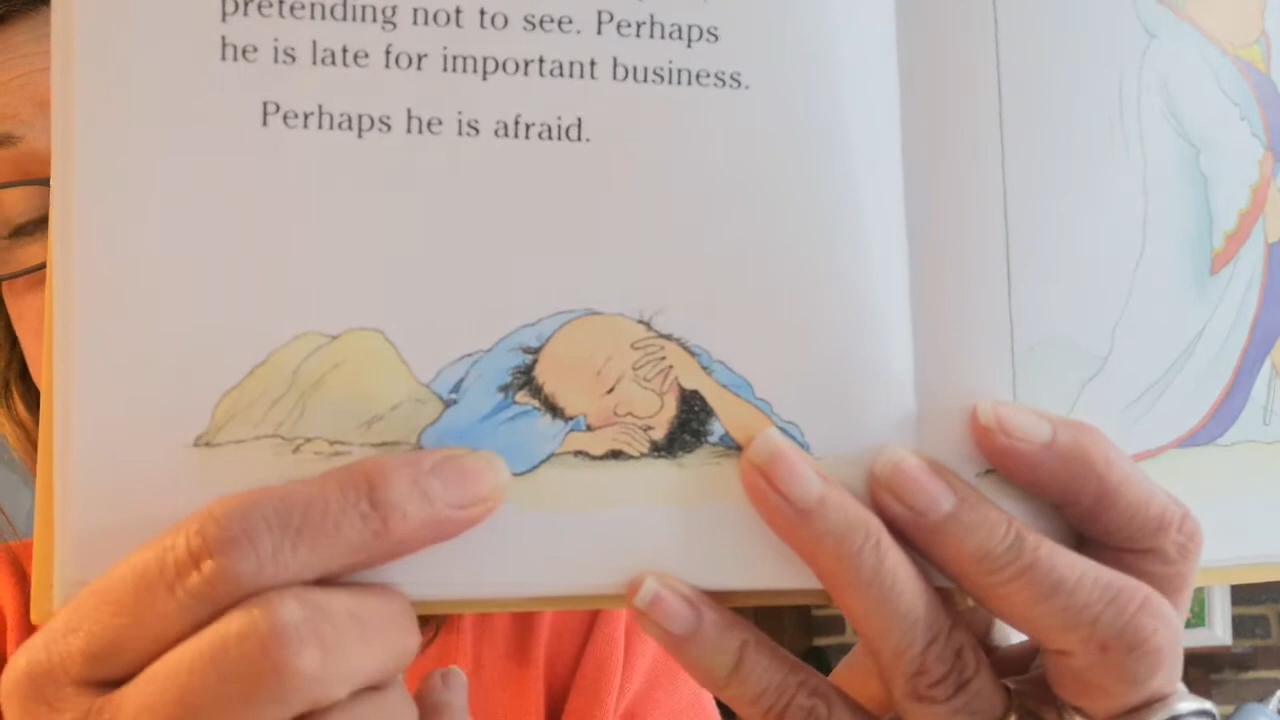 pretending not to see. Perhaps
he is late for important business.
Perhaps he is afraid.